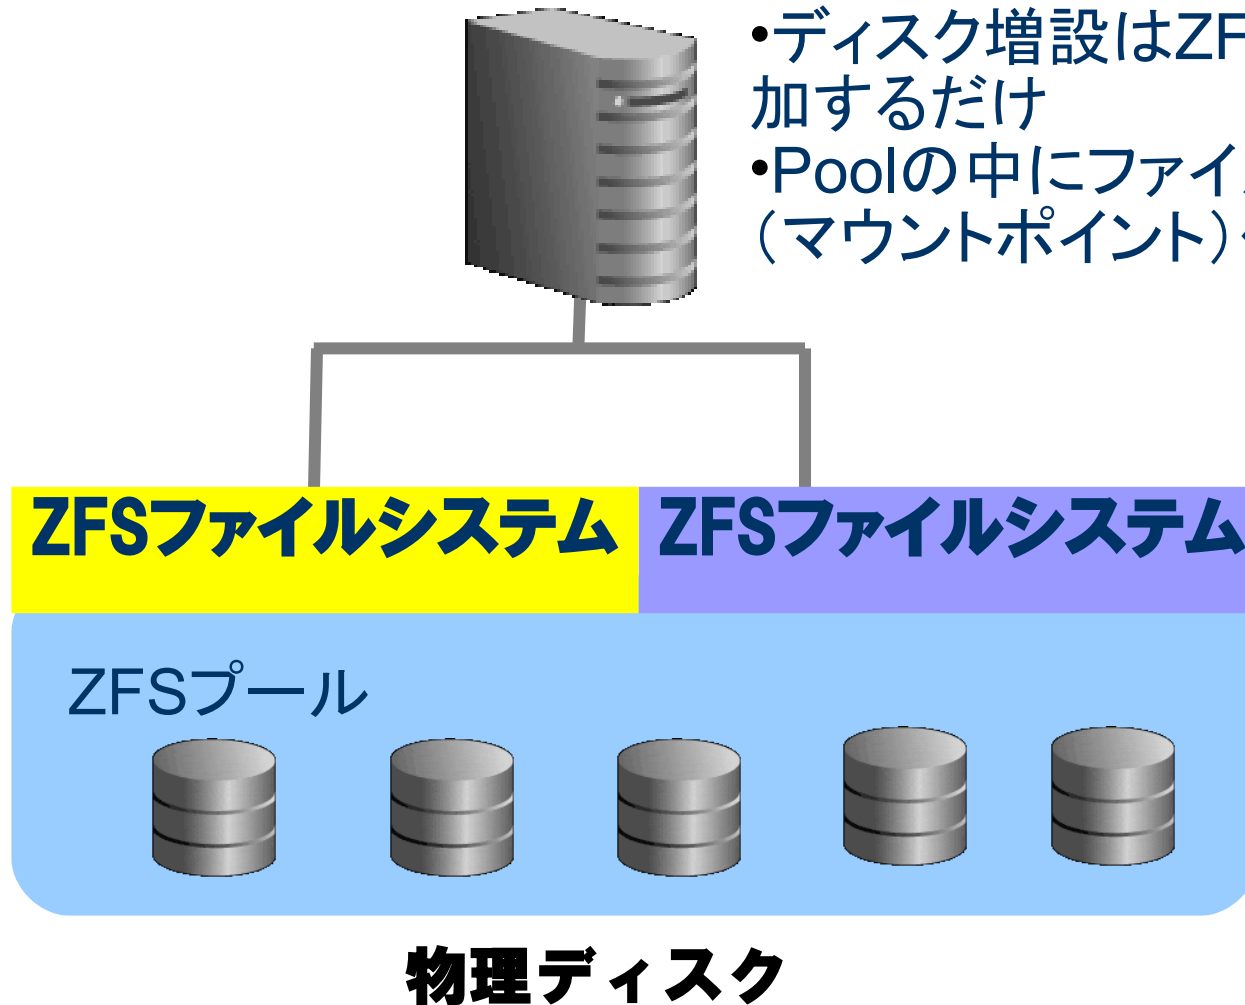 •ディスク増設はZF
加するだけ
•Poolの中にファイ
（マウントポイント）
ZFSファイルシステム
ZFSファイルシステム
ZFSプール
物理ディスク